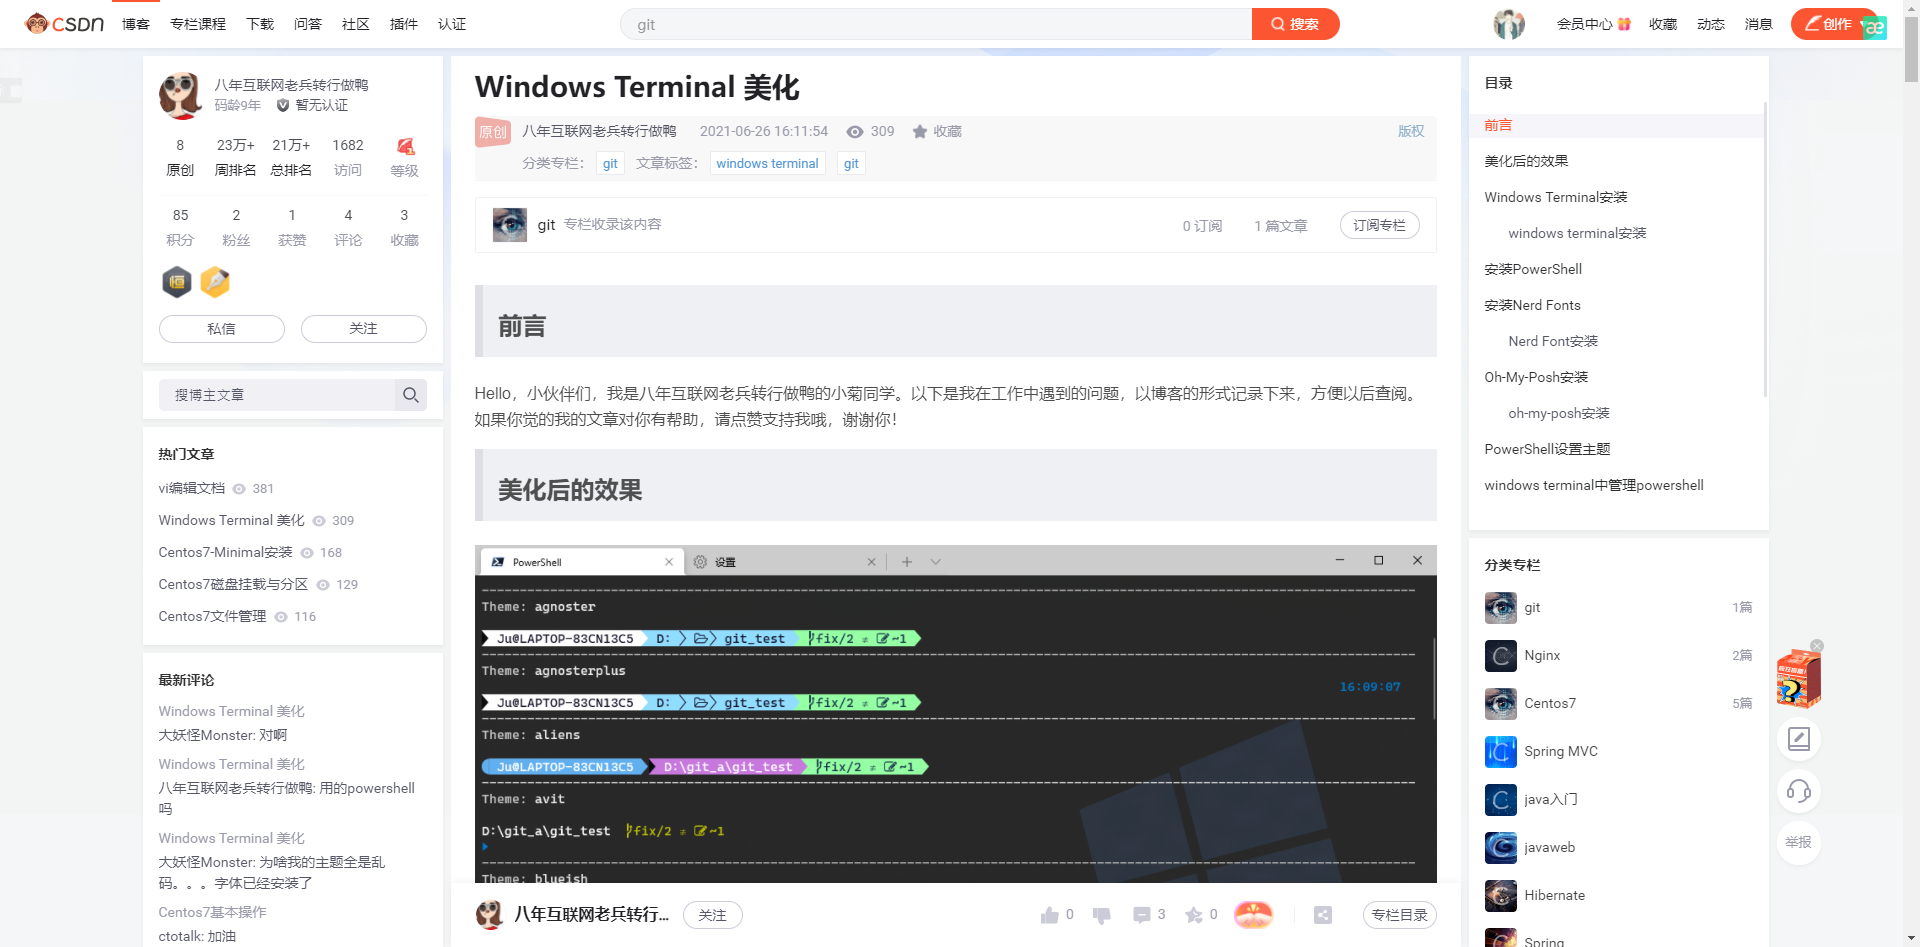 CSDN
博客
专栏课程
下载
问答
社区
插件
认证
git
搜索
会员中心
收藏
动态
消息
创作
八年互联网老兵转行做鸭
码龄9年 暂无认证
8 23万+ 21万+ 1682
原创 周排名 总排名 访问 等级
85 2 1 4 3
积分 粉丝 获赞 评论 收藏
私信 关注
搜博主文章
热门文章
vi编辑文档 381
Windows Terminal 美化 309
Centos7-Minimal安装 168
Centos7磁盘挂载与分区 129
Centos7文件管理 116
最新评论
Windows Terminal 美化
大妖怪Monster: 对啊
Windows Terminal 美化
八年互联网老兵转行做鸭: 用的powershell
吗
Windows Terminal 美化
大妖怪Monster: 为啥我的主题全是乱
码。。。字体已经安装了
Centos7基本操作
ctotalk: 加油
Windows Terminal 美化
原创 八年互联网老兵转行做鸭 2021-06-26 16:11:54 309 收藏 版权
分类专栏： git 文章标签： windows terminal git
git 专栏收录该内容 0 订阅 1 篇文章 订阅专栏
前言
Hello，小伙伴们，我是八年互联网老兵转行做鸭的小菊同学。以下是我在工作中遇到的问题，以博客的形式记录下来，方便以后查阅。
如果你觉的我的文章对你有帮助，请点赞支持我哦，谢谢你！
美化后的效果
PowerShell 设置
Theme: agnoster
Ju@LAPTOP-83CN13C5 D: git_test fix/2 ≠ ~1
Theme: agnosterplus
16:09:07
Ju@LAPTOP-83CN13C5 D: git_test fix/2 ≠ ~1
Theme: aliens
Ju@LAPTOP-83CN13C5 D:\git_a\git_test fix/2 ≠ ~1
Theme: avit
D:\git_a\git_test fix/2 ≠ ~1
Theme: blueish
八年互联网老兵转行... 关注 0 3 0 专栏目录
目录
前言
美化后的效果
Windows Terminal安装
windows terminal安装
安装PowerShell
安装Nerd Fonts
Nerd Font安装
Oh-My-Posh安装
oh-my-posh安装
PowerShell设置主题
windows terminal中管理powershell
分类专栏
git 1篇
Nginx 2篇
Centos7 5篇
Spring MVC
java入门
javaweb
Hibernate
Spring
举报